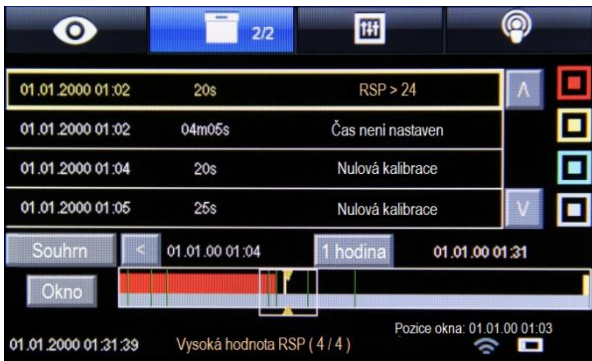 2/2
01.01.2000 01:02 20s RSP > 24
01.01.2000 01:02 04m05s Čas není nastaven
01.01.2000 01:04 20s Nulová kalibrace
01.01.2000 01:05 25s Nulová kalibrace
Souhrn < 01.01.00 01:04 1 hodina 01.01.00 01:31
Okno
Pozice okna: 01.01.00 01:03
01.01.2000 01:31:39 Vysoká hodnota RSP ( 4 / 4 )